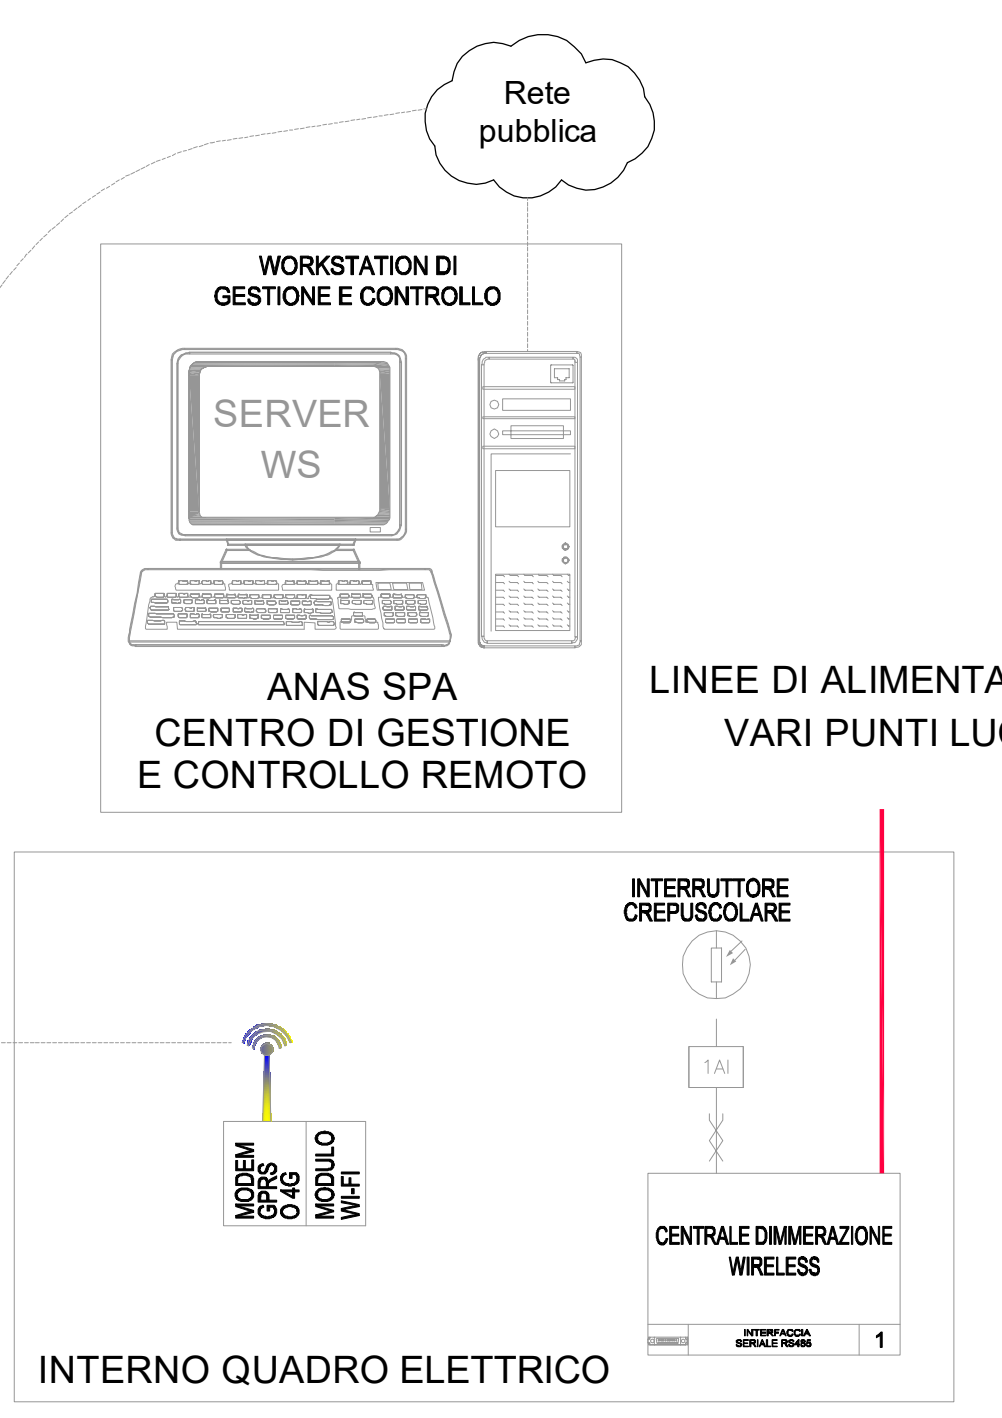 Rete
pubblica
WORKSTATION DI
GESTIONE E CONTROLLO
SERVER
WS
ANAS SPA
CENTRO DI GESTIONE
E CONTROLLO REMOTO
LINEE DI ALIMENTA
VARI PUNTI LU
INTERRUTTORE
CREPUSCOLARE
1AI
MODEM
GPRS
O 4G
MODULO
WI-FI
CENTRALE DIMMERAZIONE
WIRELESS
INTERFACCIA
SERIALE RS485
1
INTERNO QUADRO ELETTRICO